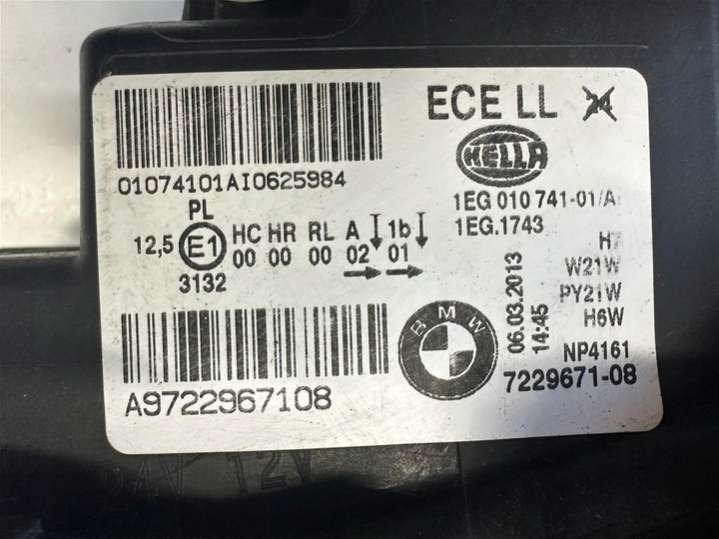 ECE LL 24
HELLA
01074101AI0625984
1EG 010 741-01/A
1EG.1743
PL
12,5 E1 HC HR RL A 1b
00 00 00 02 01
3132
H7
W21W
PY21W
H6W
06.03.2013
14:45
BMW
NP4161
7229671-08
A9722967108
12V